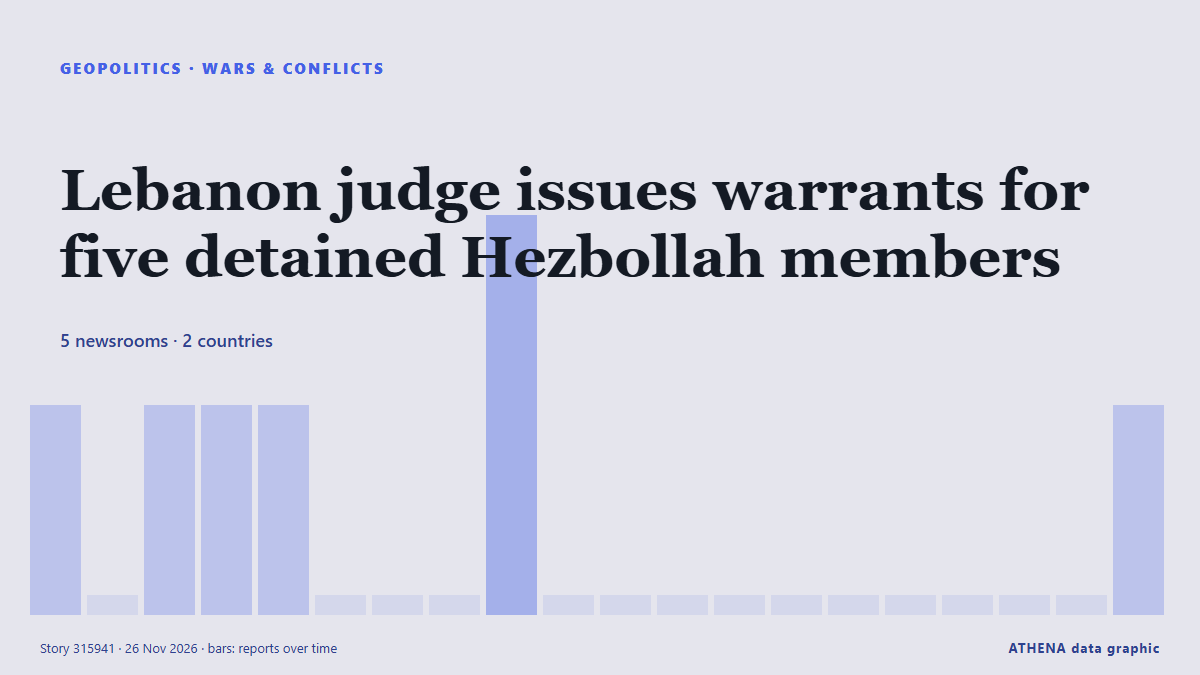 GEOPOLITICS · WARS & CONFLICTS
Lebanon judge issues warrants for
five detained Hezbollah members
5 newsrooms · 2 countries
Story 315941 · 26 Nov 2026 · bars: reports over time
ATHENA data graphic